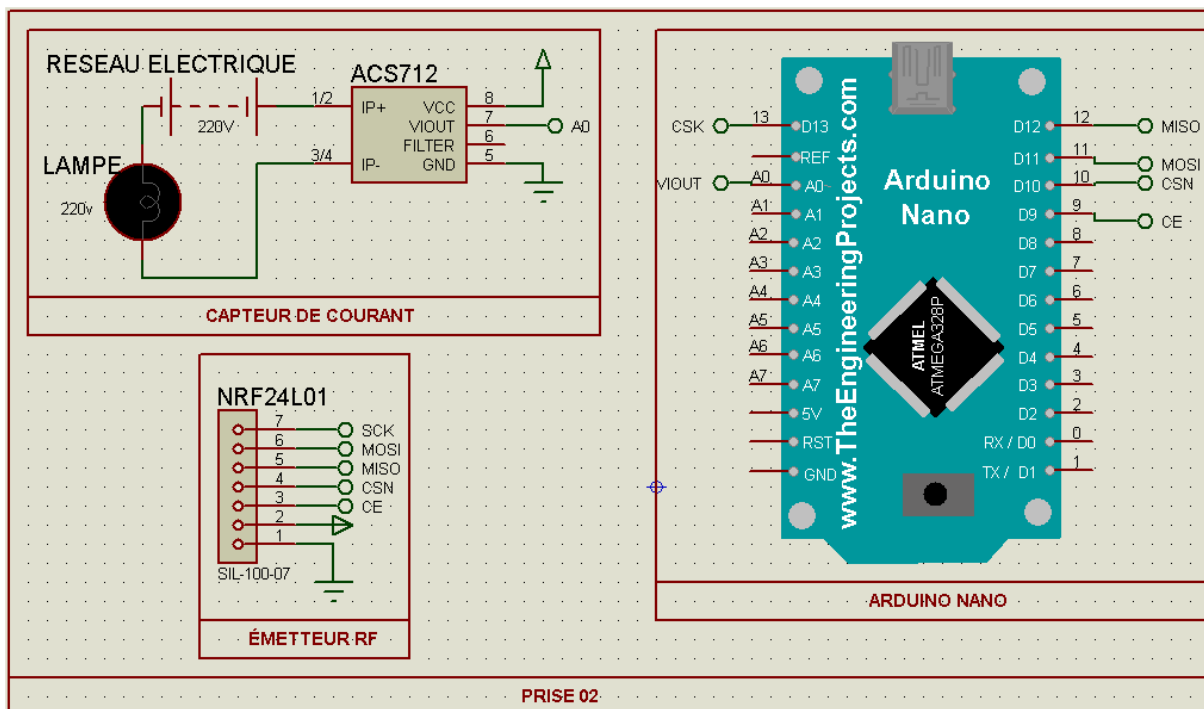 RESEAU ELECTRIQUE
220V
LAMPE
220v
ACS712
1/2
3/4
IP+
IP-
VCC
VIOUT
FILTER
GND
8
7
6
5
A0
CAPTEUR DE COURANT
NRF24L01
7 SCK
6 MOSI
5 MISO
4 CSN
3 CE
2
1
SIL-100-07
ÉMETTEUR RF
CSK 13 D13
REF
VIOUT A0 A0~
A1 A1
A2 A2
A3 A3
A4 A4
A5 A5
A6 A6
A7 A7
5V
RST
GND
www.TheEngineeringProjects.com
Arduino
Nano
ATMEL
ATMEGA328P
D12 12 MISO
D11 11 MOSI
D10 10 CSN
D9 9 CE
D8 8
D7 7
D6 6
D5 5
D4 4
D3 3
D2 2
RX / D0 0
TX / D1 1
ARDUINO NANO
PRISE 02